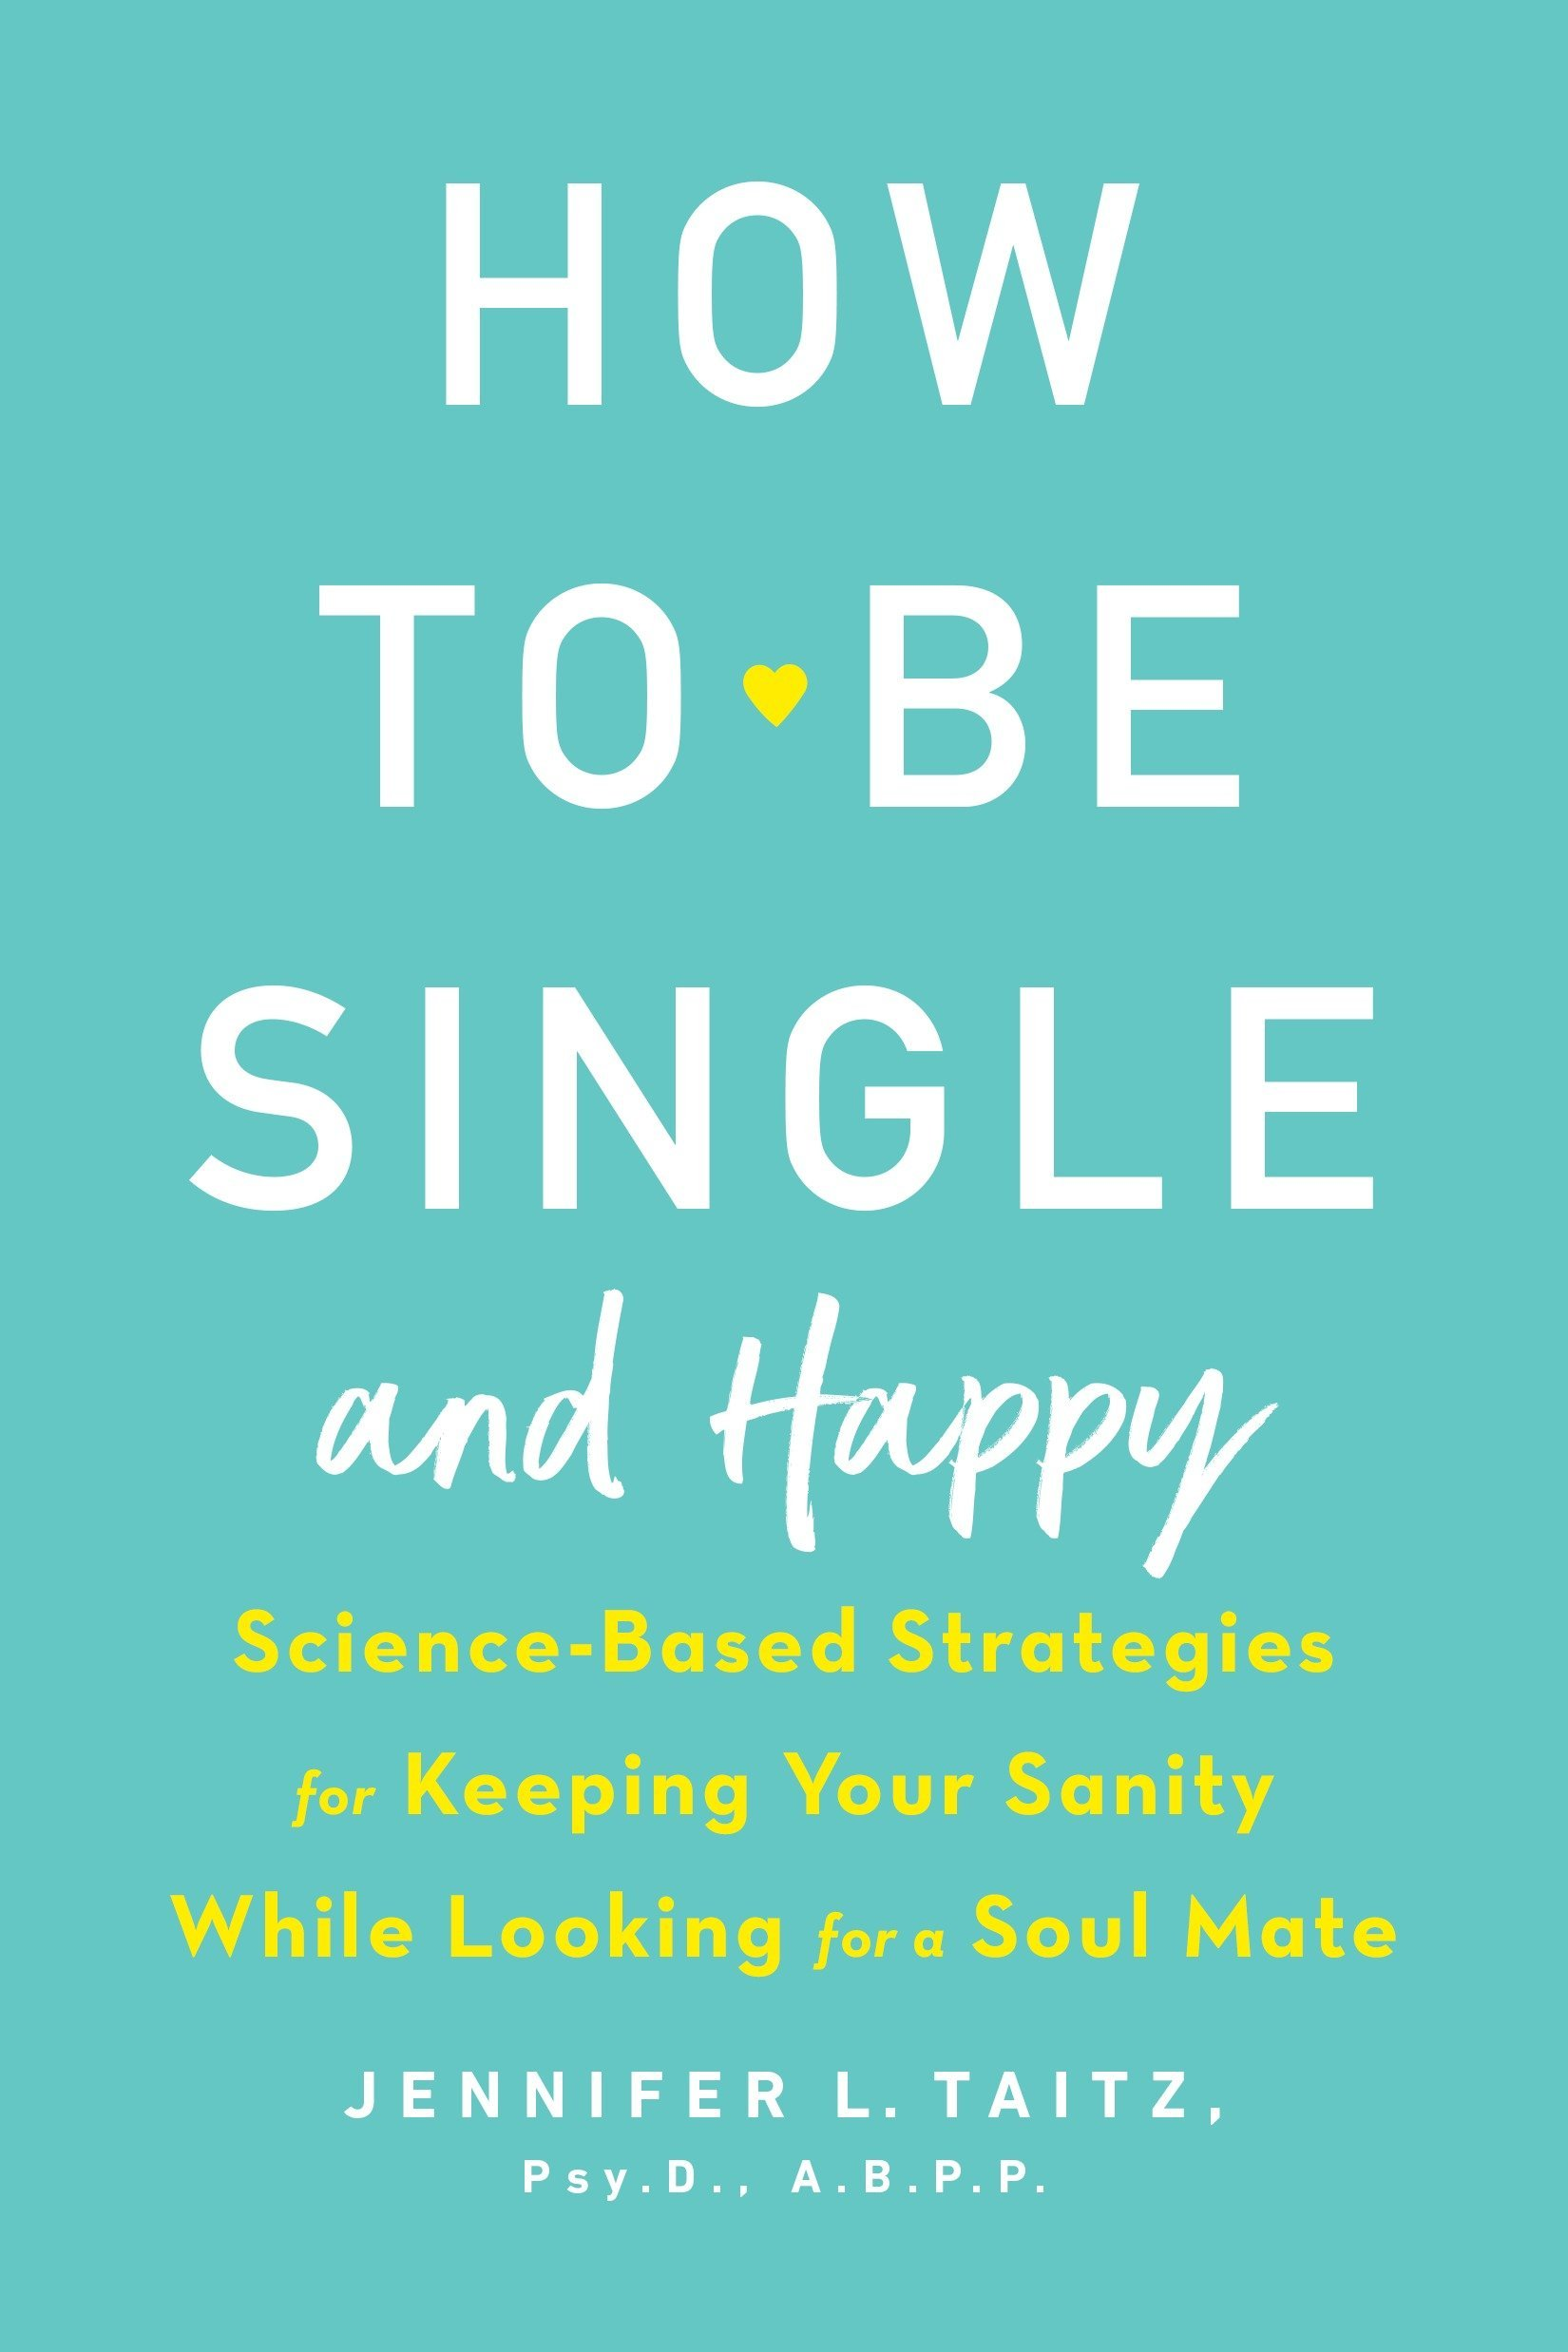 HOW
TO BE
SINGLE
and Happy
Science-Based Strategies
for Keeping Your Sanity
While Looking for a Soul Mate
JENNIFER L. TAITZ,
Psy.D., A.B.P.P.